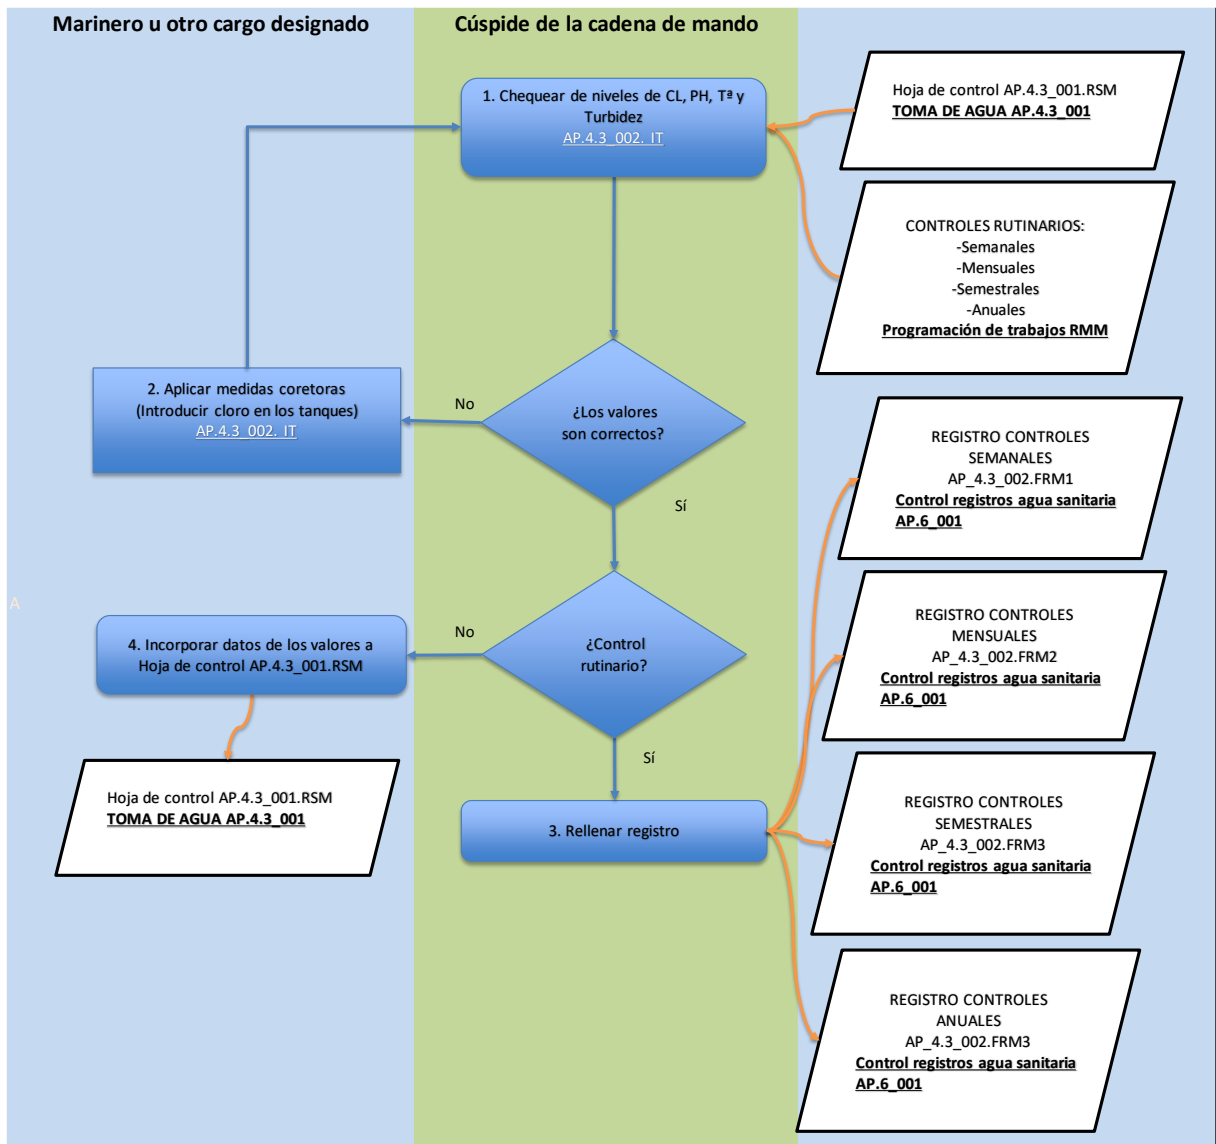 Marinero u otro cargo designado
Cúspide de la cadena de mando
1. Chequear de niveles de CL, PH, Tª y
Turbidez
AP.4.3_002. IT
Hoja de control AP.4.3_001.RSM
TOMA DE AGUA AP.4.3_001
CONTROLES RUTINARIOS:
-Semanales
-Mensuales
-Semestrales
-Anuales
Programación de trabajos RMM
2. Aplicar medidas coretoras
(Introducir cloro en los tanques)
AP.4.3_002. IT
No
¿Los valores
son correctos?
Sí
REGISTRO CONTROLES
SEMANALES
AP_4.3_002.FRM1
Control registros agua sanitaria
AP.6_001
A
4. Incorporar datos de los valores a
Hoja de control AP.4.3_001.RSM
No
¿Control
rutinario?
Sí
REGISTRO CONTROLES
MENSUALES
AP_4.3_002.FRM2
Control registros agua sanitaria
AP.6_001
Hoja de control AP.4.3_001.RSM
TOMA DE AGUA AP.4.3_001
3. Rellenar registro
REGISTRO CONTROLES
SEMESTRALES
AP_4.3_002.FRM3
Control registros agua sanitaria
AP.6_001
REGISTRO CONTROLES
ANUALES
AP_4.3_002.FRM3
Control registros agua sanitaria
AP.6_001